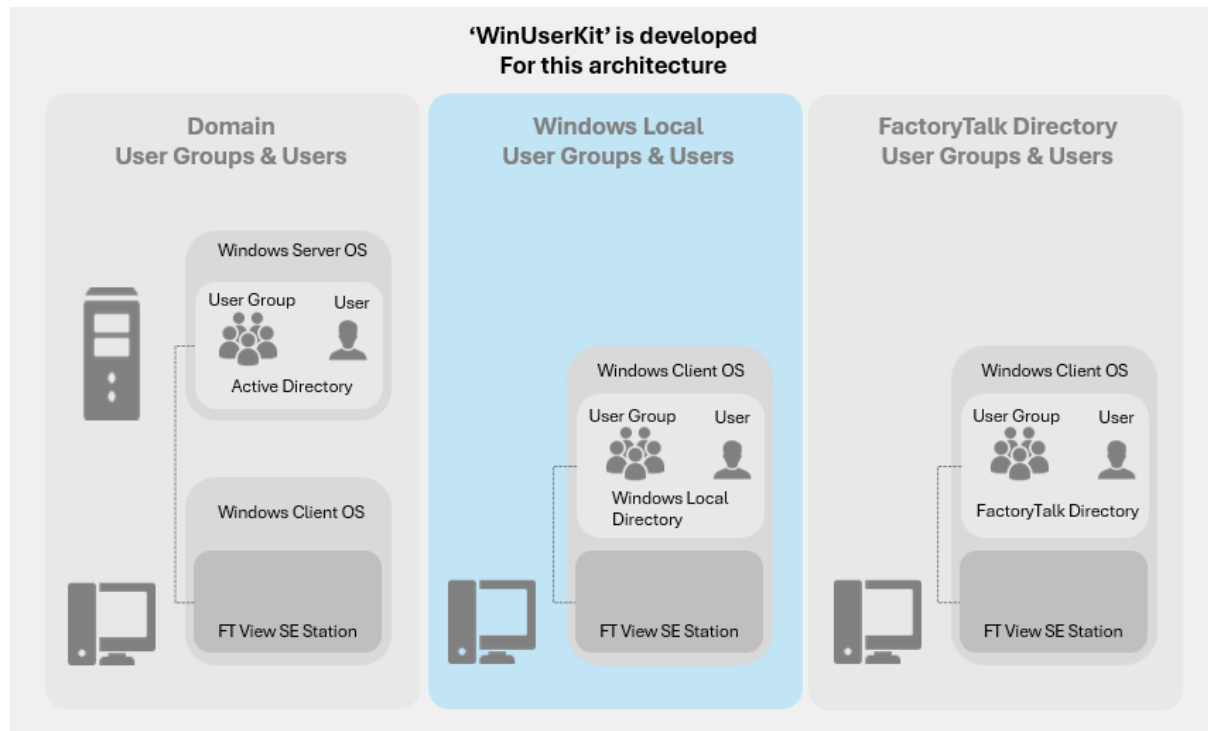 ‘WinUserKit’ is developed
For this architecture
Domain
User Groups & Users
Windows Server OS
User Group
User
Active Directory
Windows Client OS
FT View SE Station
Windows Local
User Groups & Users
Windows Client OS
User Group
User
Windows Local
Directory
FT View SE Station
FactoryTalk Directory
User Groups & Users
Windows Client OS
User Group
User
FactoryTalk Directory
FT View SE Station